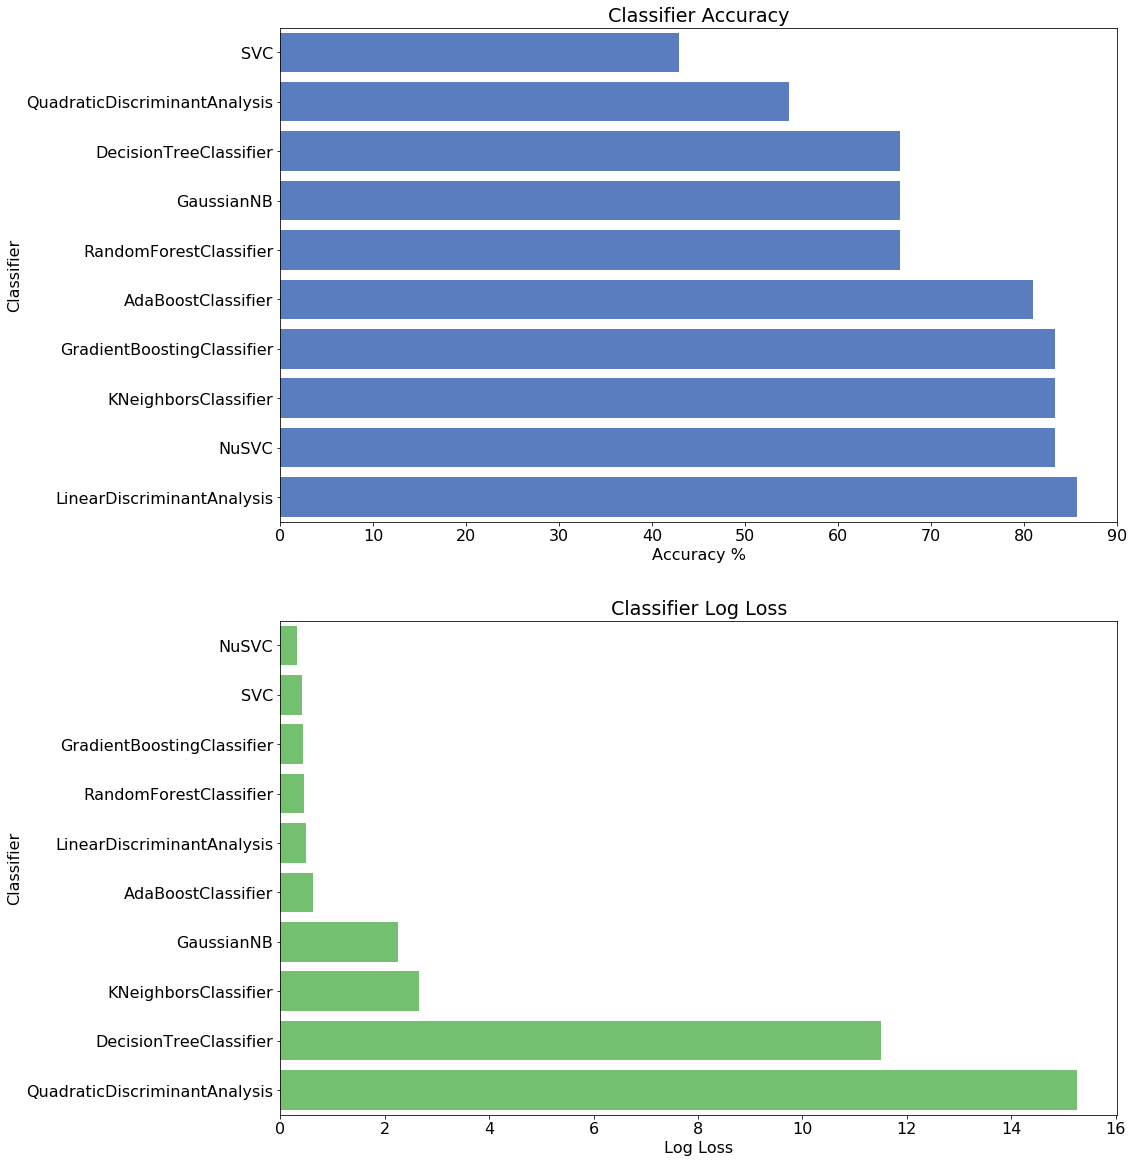 Classifier Accuracy
Classifier
SVC
QuadraticDiscriminantAnalysis
DecisionTreeClassifier
GaussianNB
RandomForestClassifier
AdaBoostClassifier
GradientBoostingClassifier
KNeighborsClassifier
NuSVC
LinearDiscriminantAnalysis
0 10 20 30 40 50 60 70 80 90
Accuracy %
Classifier Log Loss
Classifier
NuSVC
SVC
GradientBoostingClassifier
RandomForestClassifier
LinearDiscriminantAnalysis
AdaBoostClassifier
GaussianNB
KNeighborsClassifier
DecisionTreeClassifier
QuadraticDiscriminantAnalysis
0 2 4 6 8 10 12 14 16
Log Loss